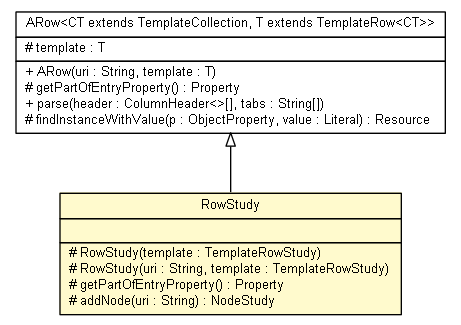 ARow<CT extends TemplateCollection, T extends TemplateRow<CT>>
# template : T
+ ARow(uri : String, template : T)
# getPartOfEntryProperty() : Property
+ parse(header : ColumnHeader<>[], tabs : String[])
# findInstanceWithValue(p : ObjectProperty, value : Literal) : Resource
RowStudy
# RowStudy(template : TemplateRowStudy)
# RowStudy(uri : String, template : TemplateRowStudy)
# getPartOfEntryProperty() : Property
# addNode(uri : String) : NodeStudy